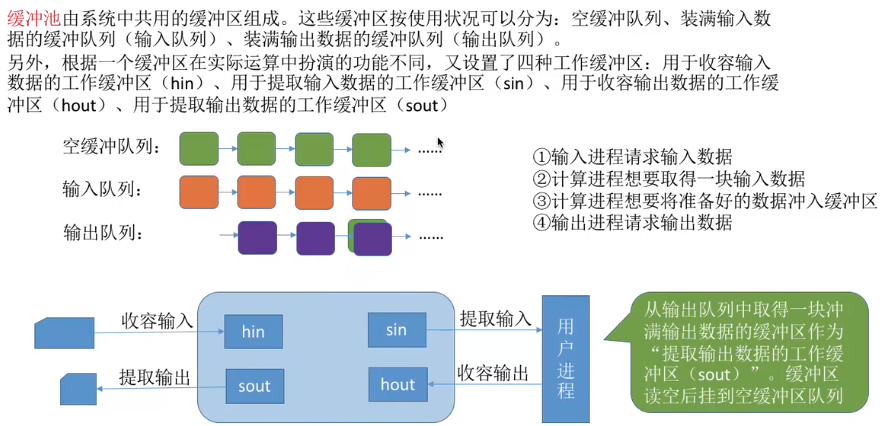 缓冲池由系统中共用的缓冲区组成。这些缓冲区按使用状况可以分为：空缓冲队列、装满输入数
据的缓冲队列（输入队列）、装满输出数据的缓冲队列（输出队列）。
另外，根据一个缓冲区在实际运算中扮演的功能不同，又设置了四种工作缓冲区：用于收容输入
数据的工作缓冲区（hin）、用于提取输入数据的工作缓冲区（sin）、用于收容输出数据的工作缓
冲区（hout）、用于提取输出数据的工作缓冲区（sout）
空缓冲队列：
……
输入队列：
……
输出队列：
……
①输入进程请求输入数据
②计算进程想要取得一块输入数据
③计算进程想要将准备好的数据冲入缓冲区
④输出进程请求输出数据
收容输入
hin
sin
提取输入
提取输出
sout
hout
收容输出
用
户
进
程
从输出队列中取得一块冲
满输出数据的缓冲区作为
“提取输出数据的工作缓
冲区（sout）”。缓冲区
读空后挂到空缓冲区队列